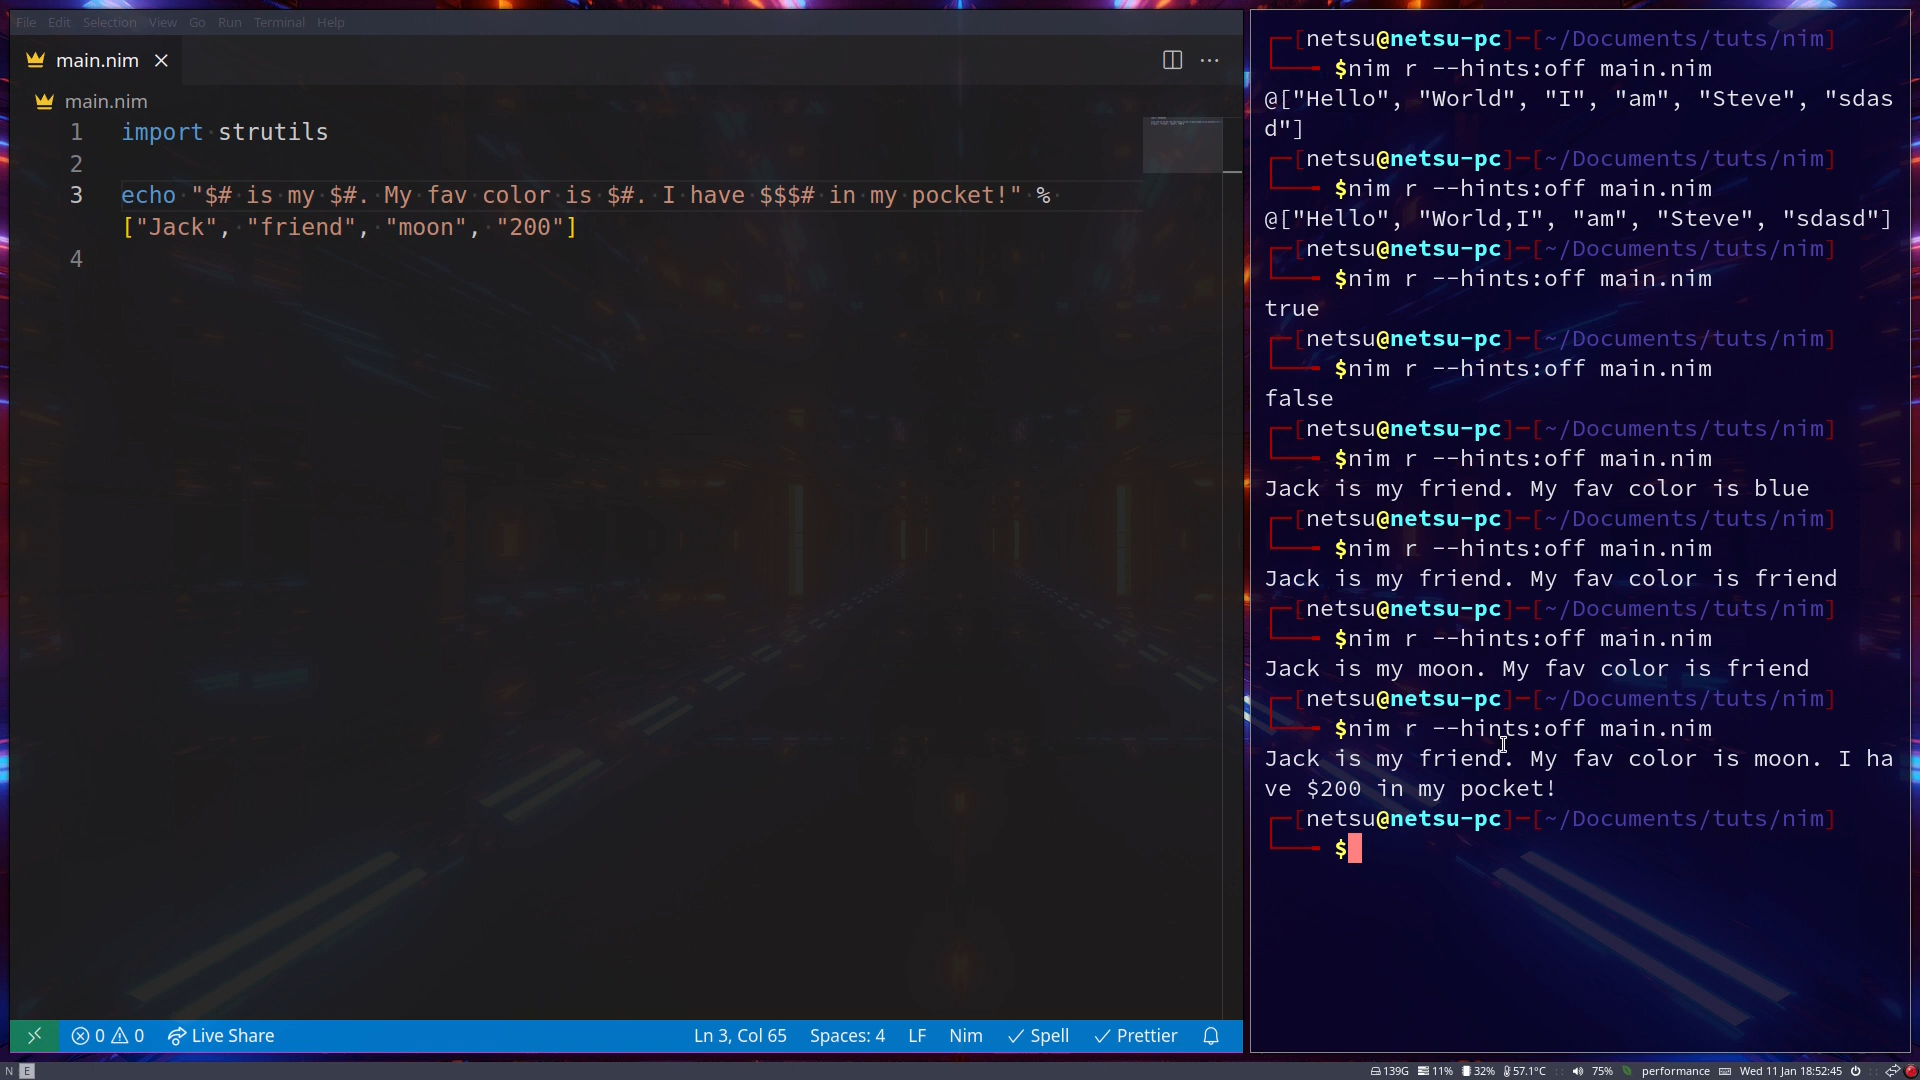 File Edit Selection View Go Run Terminal Help
main.nim
main.nim
1 import strutils
2
3 echo "$# is my $#. My fav color is $#. I have $$$# in my pocket!" %
["Jack", "friend", "moon", "200"]
4
0 0 Live Share Ln 3, Col 65 Spaces: 4 LF Nim Spell Prettier
[netsu@netsu-pc]-[~/Documents/tuts/nim]
$nim r --hints:off main.nim
@["Hello", "World", "I", "am", "Steve", "sdas
d"]
[netsu@netsu-pc]-[~/Documents/tuts/nim]
$nim r --hints:off main.nim
@["Hello", "World,I", "am", "Steve", "sdasd"]
[netsu@netsu-pc]-[~/Documents/tuts/nim]
$nim r --hints:off main.nim
true
[netsu@netsu-pc]-[~/Documents/tuts/nim]
$nim r --hints:off main.nim
false
[netsu@netsu-pc]-[~/Documents/tuts/nim]
$nim r --hints:off main.nim
Jack is my friend. My fav color is blue
[netsu@netsu-pc]-[~/Documents/tuts/nim]
$nim r --hints:off main.nim
Jack is my friend. My fav color is friend
[netsu@netsu-pc]-[~/Documents/tuts/nim]
$nim r --hints:off main.nim
Jack is my moon. My fav color is friend
[netsu@netsu-pc]-[~/Documents/tuts/nim]
$nim r --hints:off main.nim
Jack is my friend. My fav color is moon. I ha
ve $200 in my pocket!
[netsu@netsu-pc]-[~/Documents/tuts/nim]
$
N E 139G 11% 32% 57.1°C 75% performance Wed 11 Jan 18:52:45